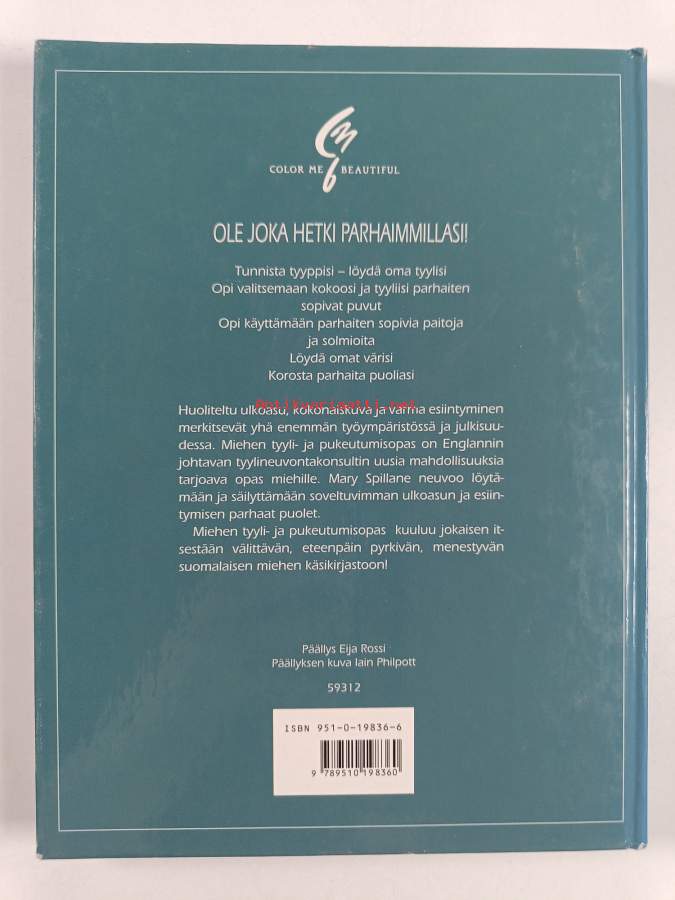 COLOR ME BEAUTIFUL
OLE JOKA HETKI PARHAIMMILLASI!
Tunnista tyyppisi – löydä oma tyylisi
Opi valitsemaan kokoosi ja tyyliisi parhaiten
sopivat puvut
Opi käyttämään parhaiten sopivia paitoja
ja solmioita
Löydä omat värisi
Korosta parhaita puoliasi
Antikvariaatti.net
Huoliteltu ulkoasu, kokonaiskuva ja varma esiintyminen
merkitsevät yhä enemmän työympäristössä ja julkisuu-
dessa. Miehen tyyli- ja pukeutumisopas on Englannin
johtavan tyylineuvontakonsultin uusia mahdollisuuksia
tarjoava opas miehille. Mary Spillane neuvoo löytä-
mään ja säilyttämään soveltuvimman ulkoasun ja esiin-
tymisen parhaat puolet.
Miehen tyyli- ja pukeutumisopas kuuluu jokaisen it-
sestään välittävän, eteenpäin pyrkivän, menestyvän
suomalaisen miehen käsikirjastoon!
Päällys Eija Rossi
Päällyksen kuva Iain Philpott
59312
ISBN 951-0-19836-6
9 789510 198360